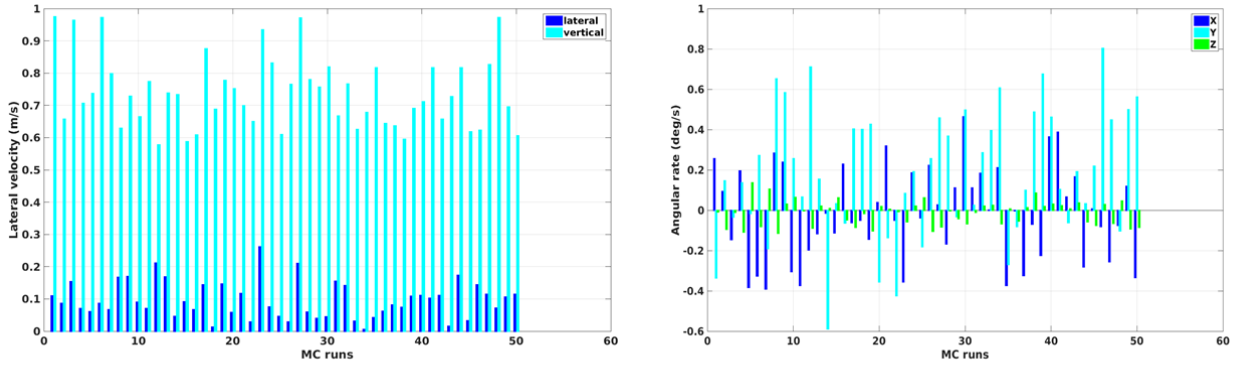 lateral
vertical
Lateral velocity (m/s)
1
0.9
0.8
0.7
0.6
0.5
0.4
0.3
0.2
0.1
0
0 10 20 30 40 50 60
MC runs
X
Y
Z
Angular rate (deg/s)
1
0.8
0.6
0.4
0.2
0
-0.2
-0.4
-0.6
0 10 20 30 40 50 60
MC runs